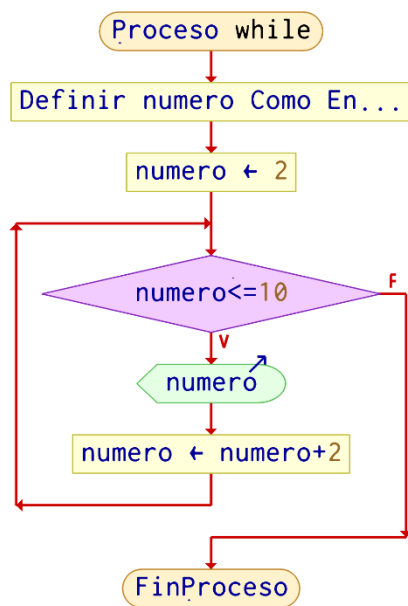 Proceso while
Definir numero Como En...
numero ← 2
numero<=10
F
V
numero
numero ← numero+2
FinProceso